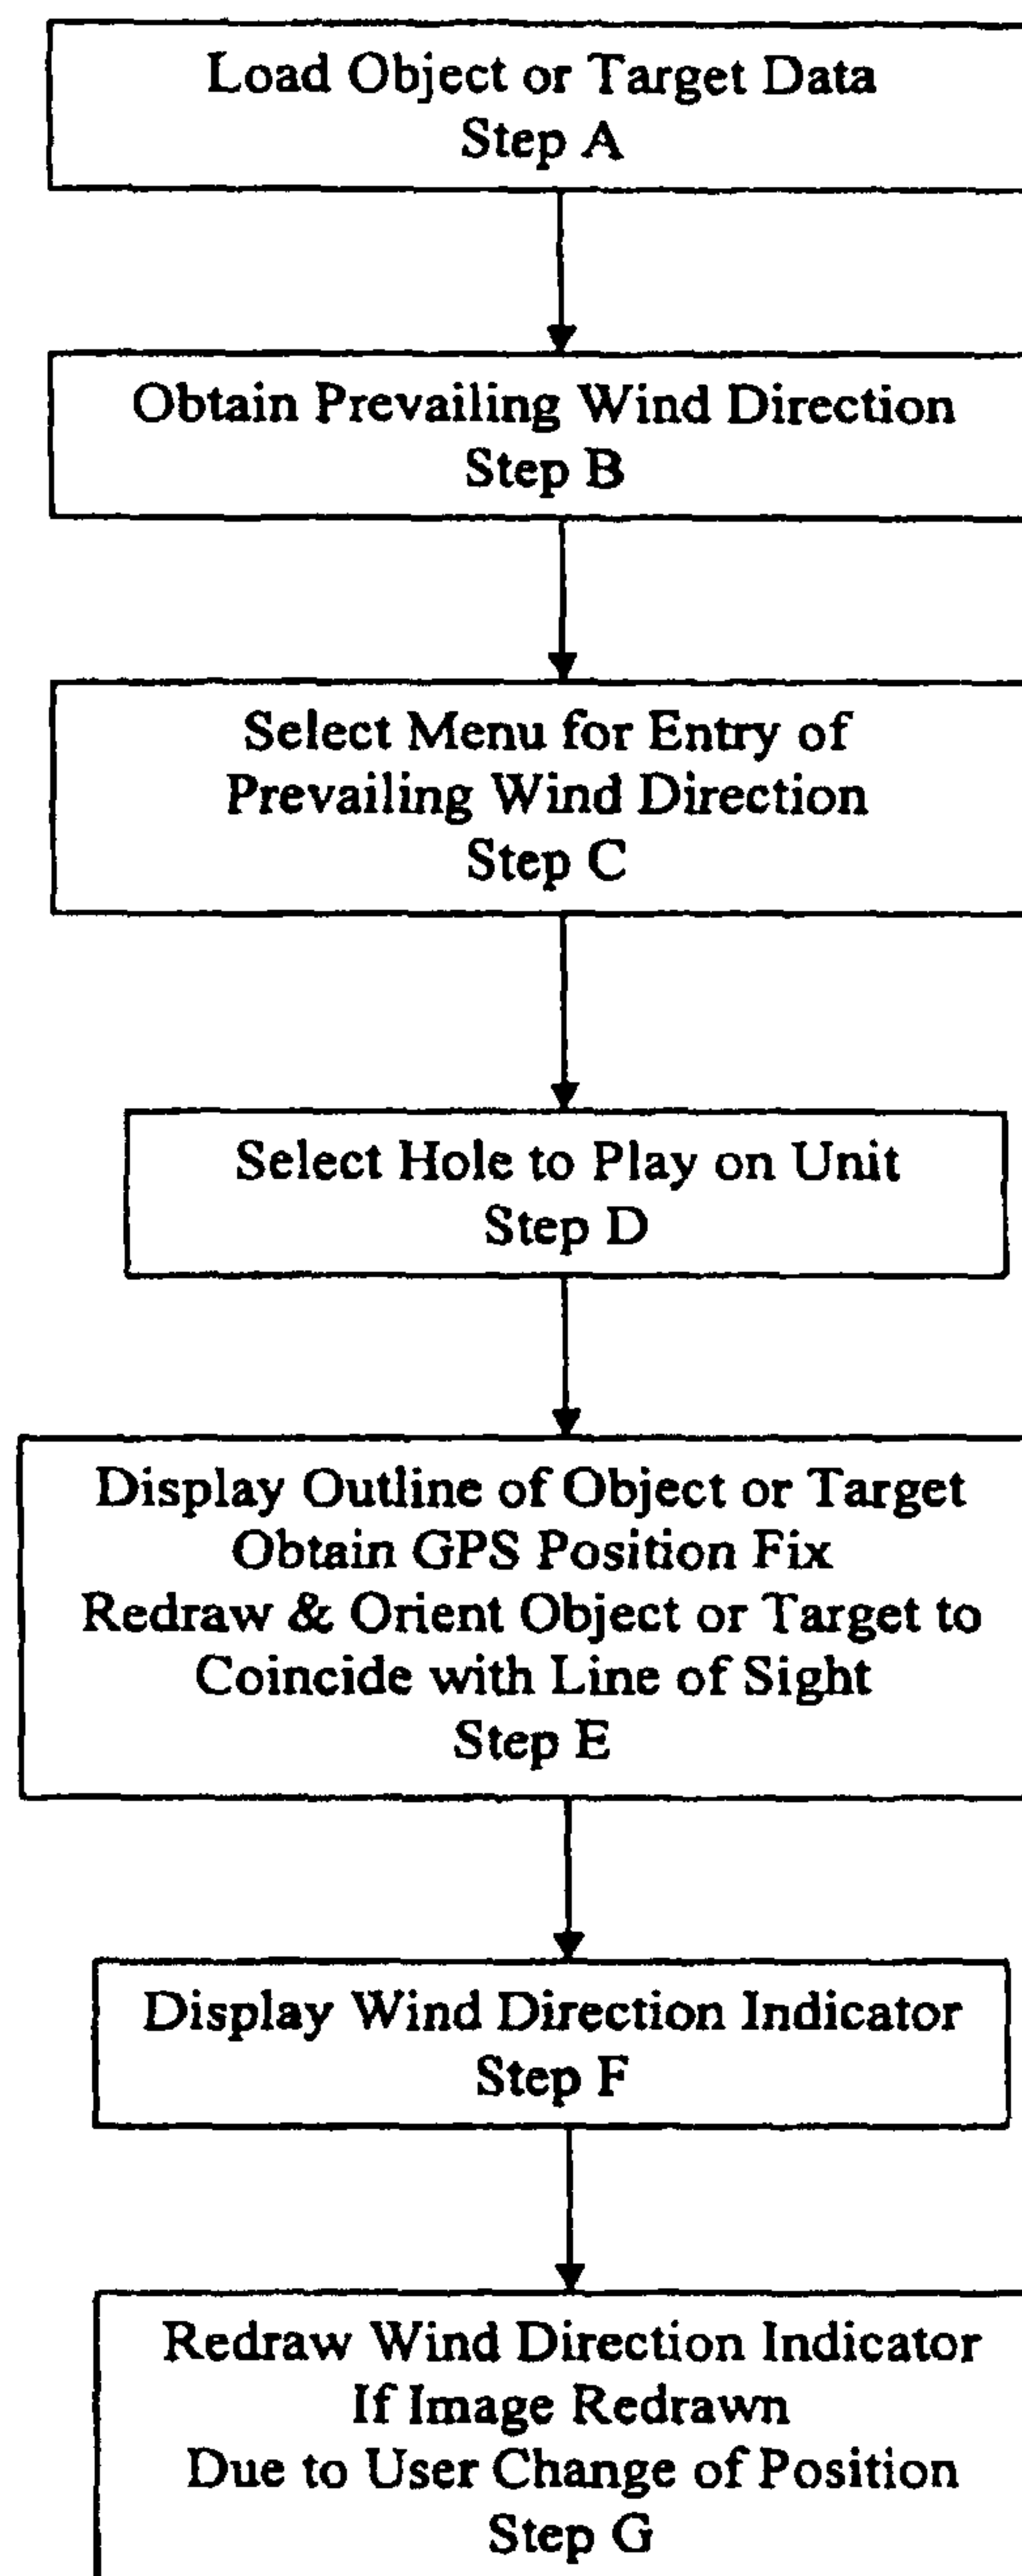 Load Object or Target Data
Step A
Obtain Prevailing Wind Direction
Step B
Select Menu for Entry of
Prevailing Wind Direction
Step C
Select Hole to Play on Unit
Step D
Display Outline of Object or Target
Obtain GPS Position Fix
Redraw & Orient Object or Target to
Coincide with Line of Sight
Step E
Display Wind Direction Indicator
Step F
Redraw Wind Direction Indicator
If Image Redrawn
Due to User Change of Position
Step G